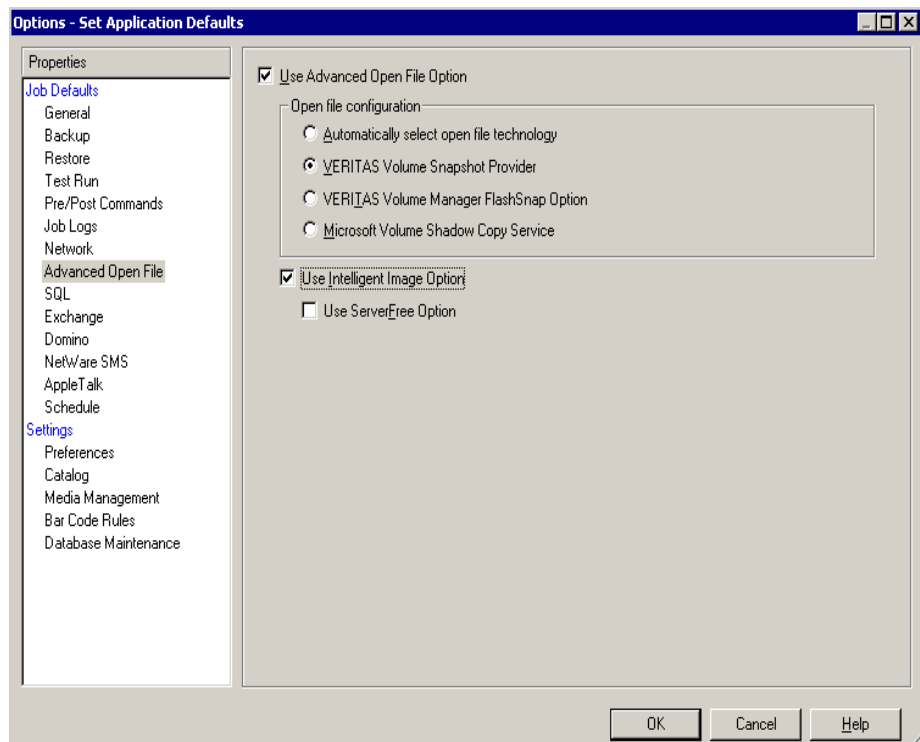 Options - Set Application Defaults
Properties
Job Defaults
General
Backup
Restore
Test Run
Pre/Post Commands
Job Logs
Network
Advanced Open File
SQL
Exchange
Domino
NetWare SMS
AppleTalk
Schedule
Settings
Preferences
Catalog
Media Management
Bar Code Rules
Database Maintenance
Use Advanced Open File Option
Open file configuration
Automatically select open file technology
VERITAS Volume Snapshot Provider
VERITAS Volume Manager FlashSnap Option
Microsoft Volume Shadow Copy Service
Use Intelligent Image Option
Use ServerFree Option
OK
Cancel
Help